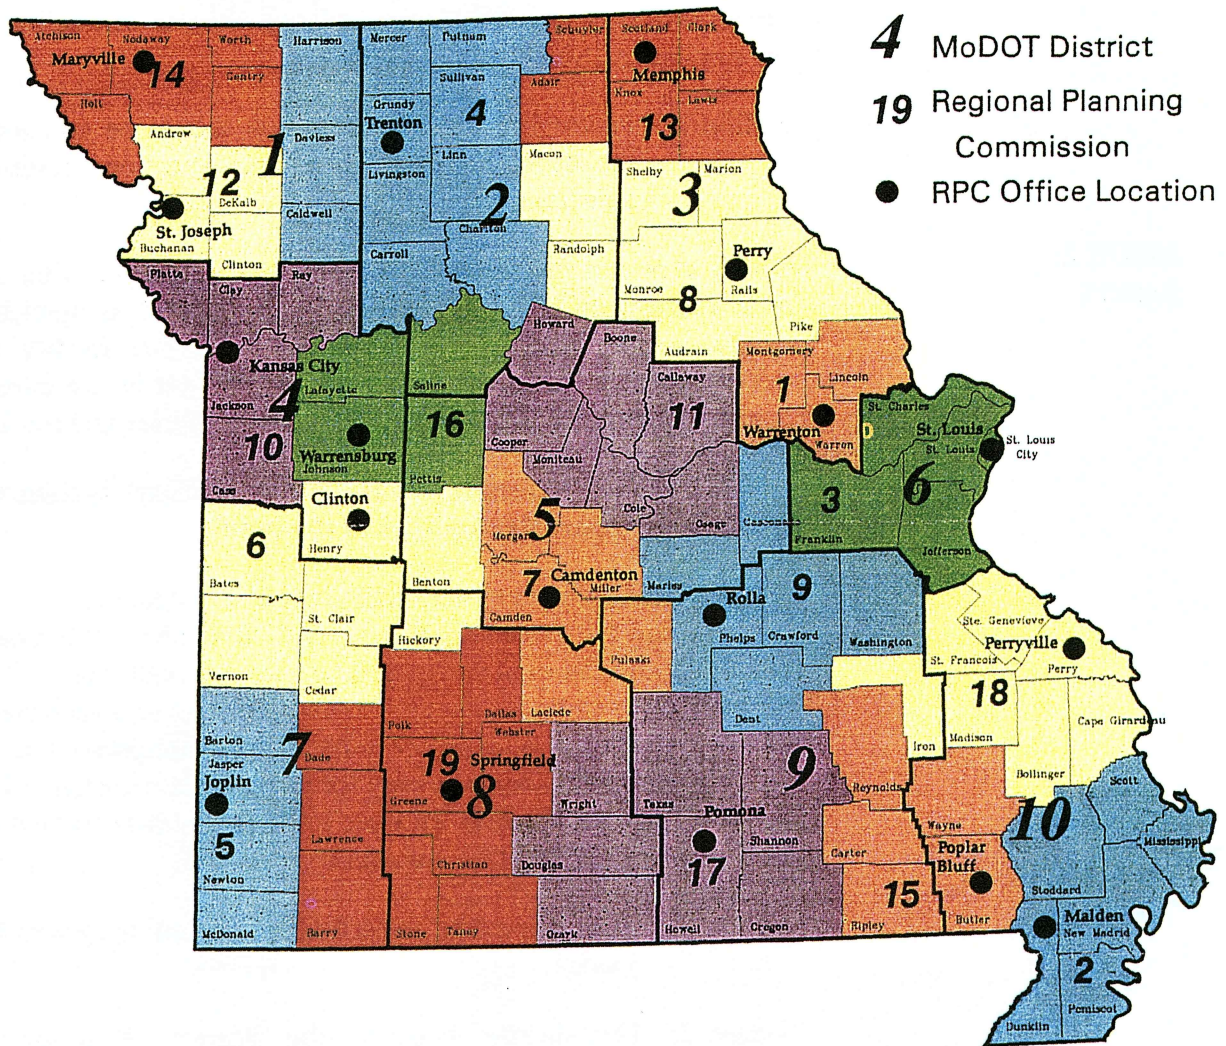 4 MoDOT District
19 Regional Planning
Commission
RPC Office Location
Atchison
Nodaway
Worth
Harrison
Mercer
Putnum
Schuyler
Scotland
Clark
Maryville
14
Gentry
Holt
Sullivan
Adair
Memphis
Knox
Lewis
13
Grundy
Trenton
4
Andrew
1
Daviess
Linn
Macon
12
DeKalb
Livingston
2
Shelby
Marion
3
St. Joseph
Buchanan
Caldwell
Chariton
Clinton
Carroll
Randolph
Perry
Monroe
8
Ralls
Pike
Platte
Clay
Ray
Howard
Boone
Audrain
Kansas City
Lafayette
Saline
Callaway
Montgomery
Lincoln
1
Jackson
4
16
Cooper
11
Warrenton
Warren
St. Charles
St. Louis
St. Louis
St. Louis
City
10
Warrensburg
Johnson
Pettis
Moniteau
Cass
Clinton
Henry
5
Cole
Osage
Gasconade
3
6
Franklin
Jefferson
Morgan
6
Bates
Benton
7
Camdenton
Miller
Camden
Maries
Rolla
9
Phelps
Crawford
Washington
Ste. Genevieve
Perryville
Perry
St. Francois
St. Clair
Hickory
Pulaski
Vernon
Cedar
Polk
Dallas
Laclede
Webster
Dent
Iron
18
Madison
Cape Girardeau
Bollinger
Barton
7
Dade
Jasper
Joplin
19
Springfield
Greene
8
Wright
Texas
Pomona
9
Reynolds
Scott
Wayne
10
Mississippi
5
Newton
Lawrence
Christian
Douglas
17
Shannon
Carter
Poplar
Bluff
Stoddard
McDonald
Barry
Stone
Taney
Ozark
Howell
Oregon
15
Ripley
Butler
Malden
New Madrid
2
Pemiscot
Dunklin